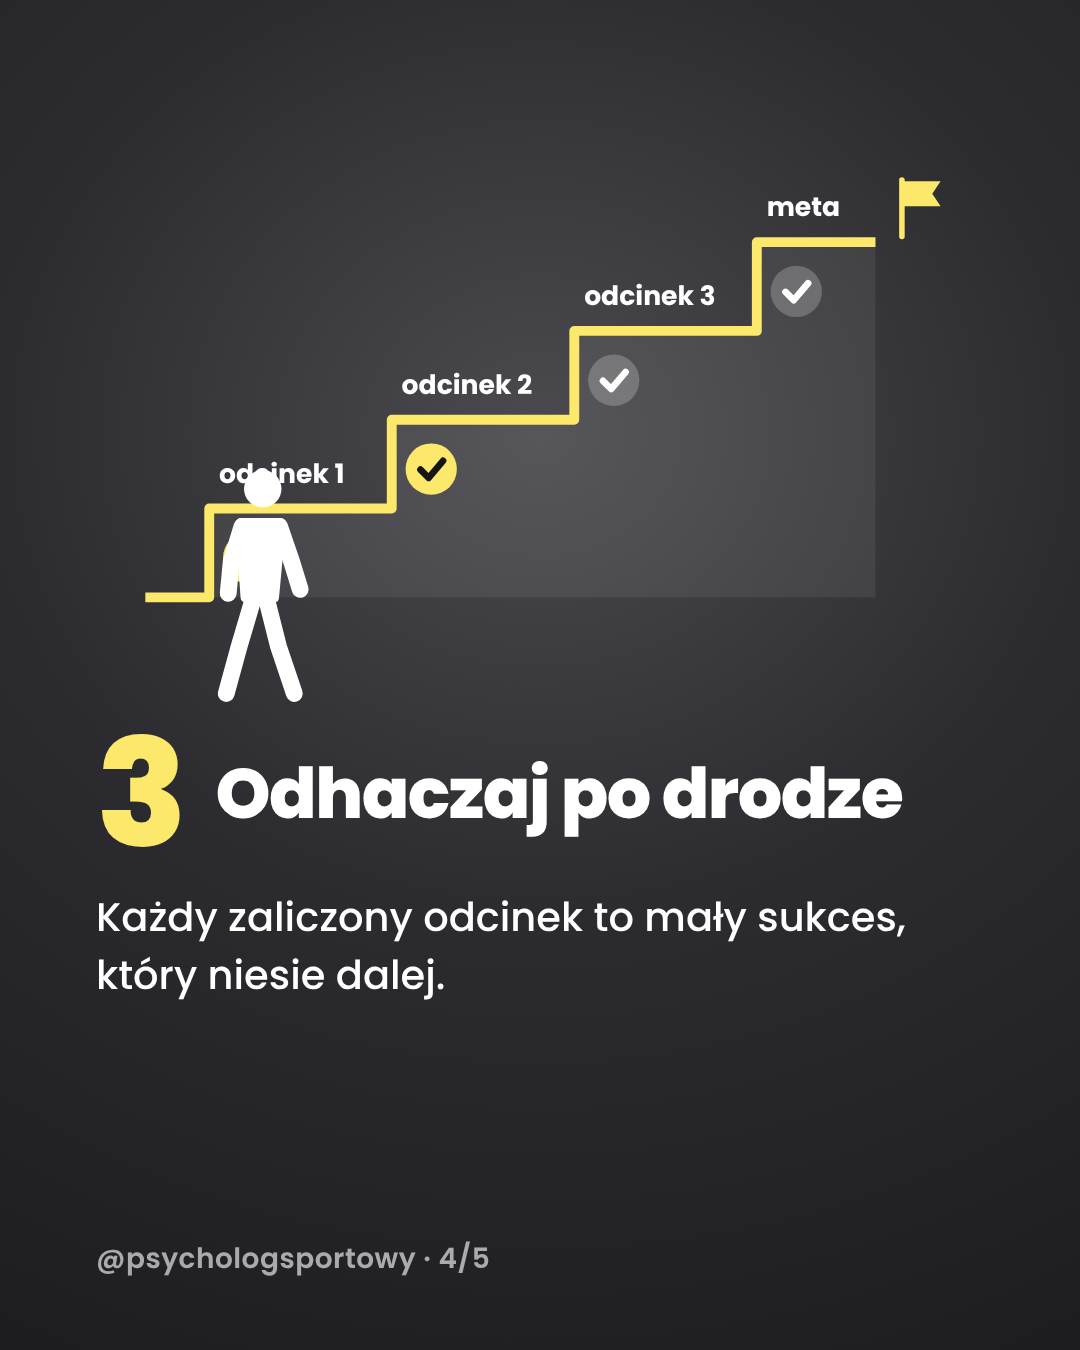 meta
odcinek 3
odcinek 2
odcinek 1
3 Odhaczaj po drodze
Każdy zaliczony odcinek to mały sukces,
który niesie dalej.
@psychologsportowy · 4/5